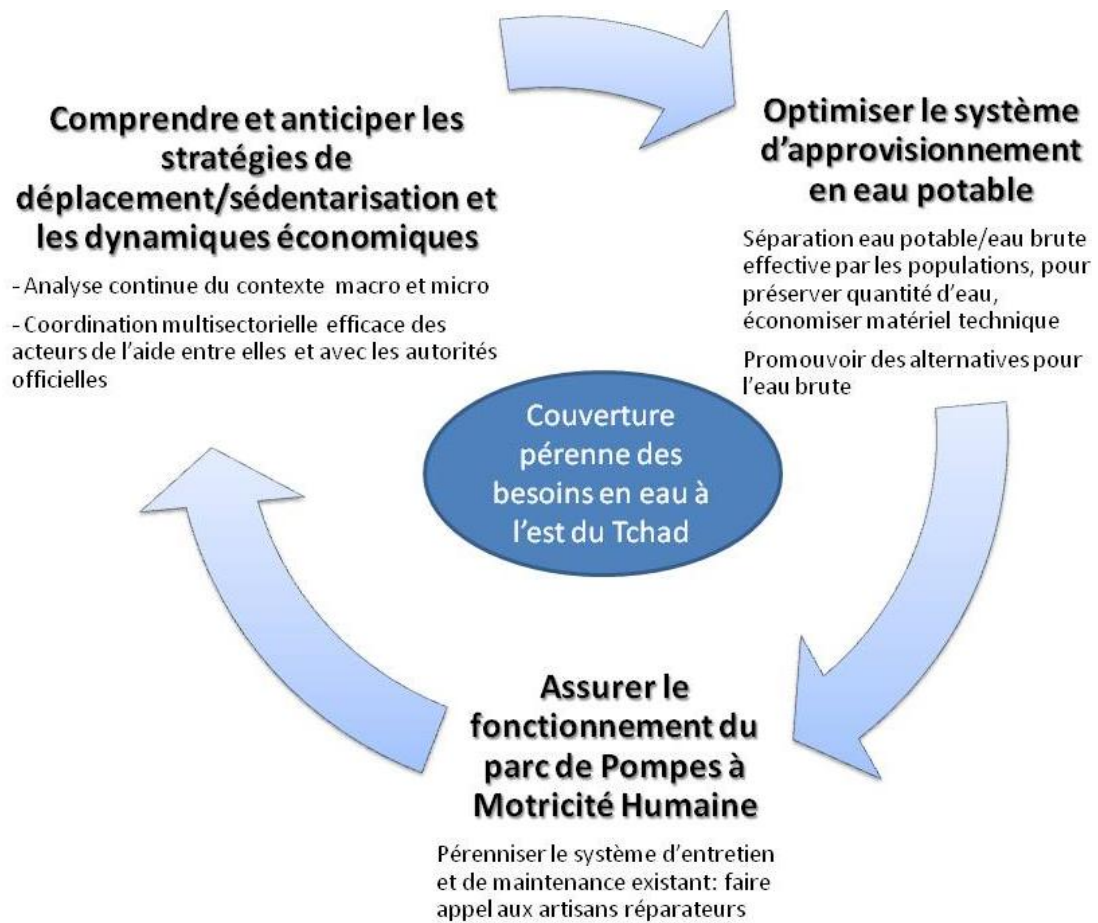 Comprendre et anticiper les
stratégies de
déplacement/sédentarisation et
les dynamiques économiques
- Analyse continue du contexte macro et micro
- Coordination multisectorielle efficace des
acteurs de l'aide entre elles et avec les autorités
officielles
Optimiser le système
d'approvisionnement
en eau potable
Séparation eau potable/eau brute
effective par les populations, pour
préserver quantité d'eau,
économiser matériel technique
Promouvoir des alternatives pour
l'eau brute
Couverture
pérenne des
besoins en eau à
l'est du Tchad
Assurer le
fonctionnement du
parc de Pompes à
Motricité Humaine
Pérenniser le système d'entretien
et de maintenance existant: faire
appel aux artisans réparateurs